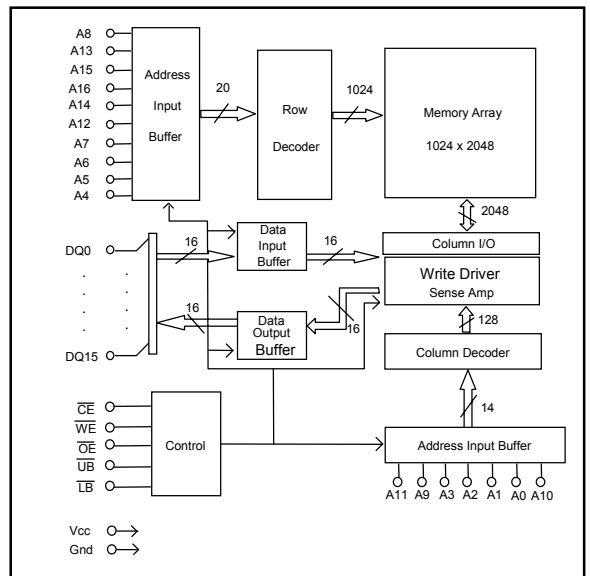 A8
A13
A15
A16
A14
A12
A7
A6
A5
A4
Address
Input
Buffer
20
Row
Decoder
1024
Memory Array
1024 x 2048
2048
DQ0
.
.
.
.
.
.
.
.
DQ15
16
Data
Input
Buffer
16
Column I/O
Write Driver
Sense Amp
16
Data
Output
Buffer
16
128
Column Decoder
14
CE
WE
OE
UB
LB
Control
Address Input Buffer
A11 A9 A3 A2 A1 A0 A10
Vcc
Gnd